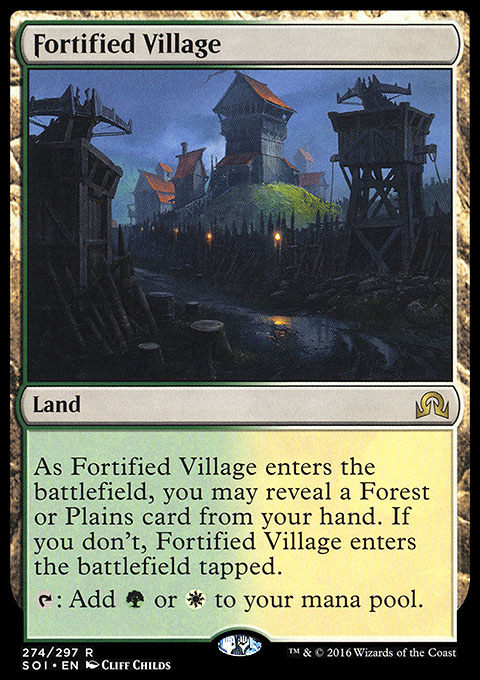 Fortified Village
Land
As Fortified Village enters the
battlefield, you may reveal a Forest
or Plains card from your hand. If
you don't, Fortified Village enters
the battlefield tapped.
: Add or to your mana pool.
274/297 R
SOI • EN Cliff Childs
™ & © 2016 Wizards of the Coast